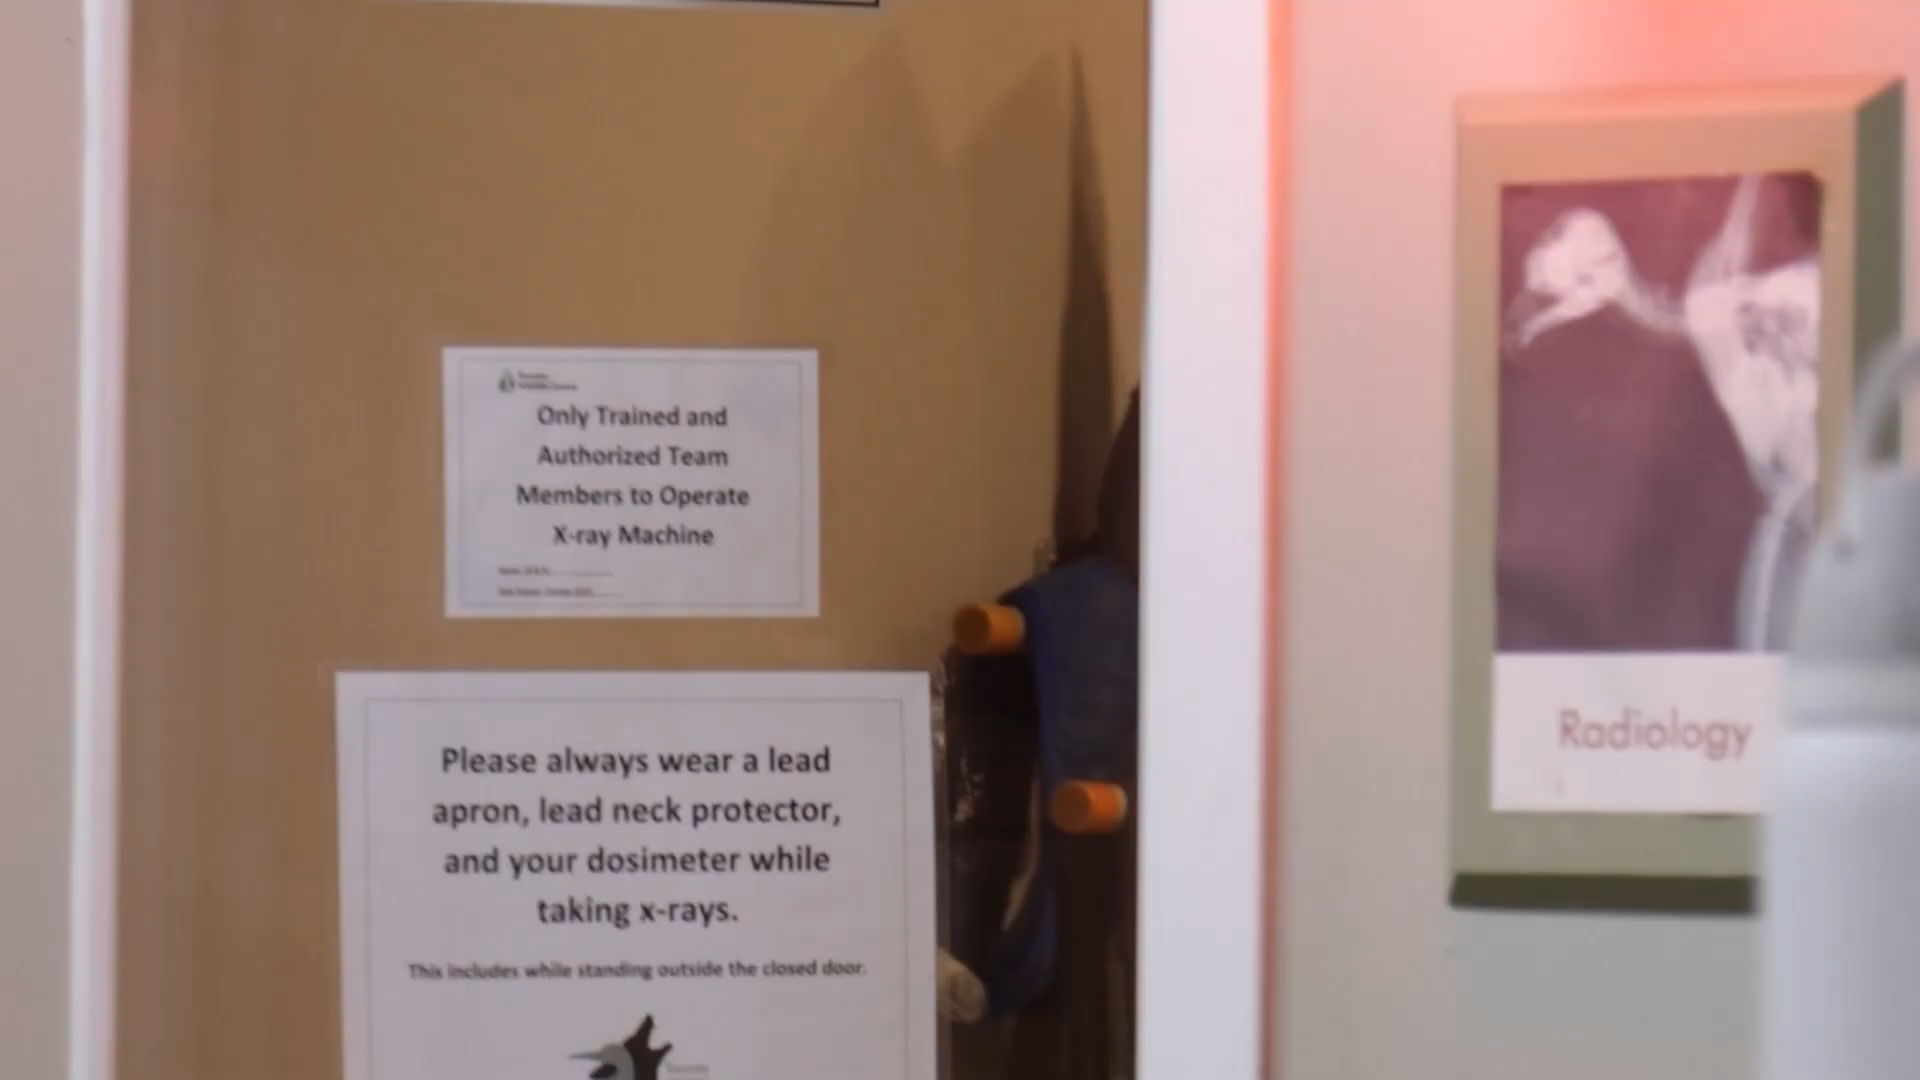 Only Trained and
Authorized Team
Members to Operate
X-ray Machine
Please always wear a lead
apron, lead neck protector,
and your dosimeter while
taking x-rays.
This includes while standing outside the closed door.
Radiology